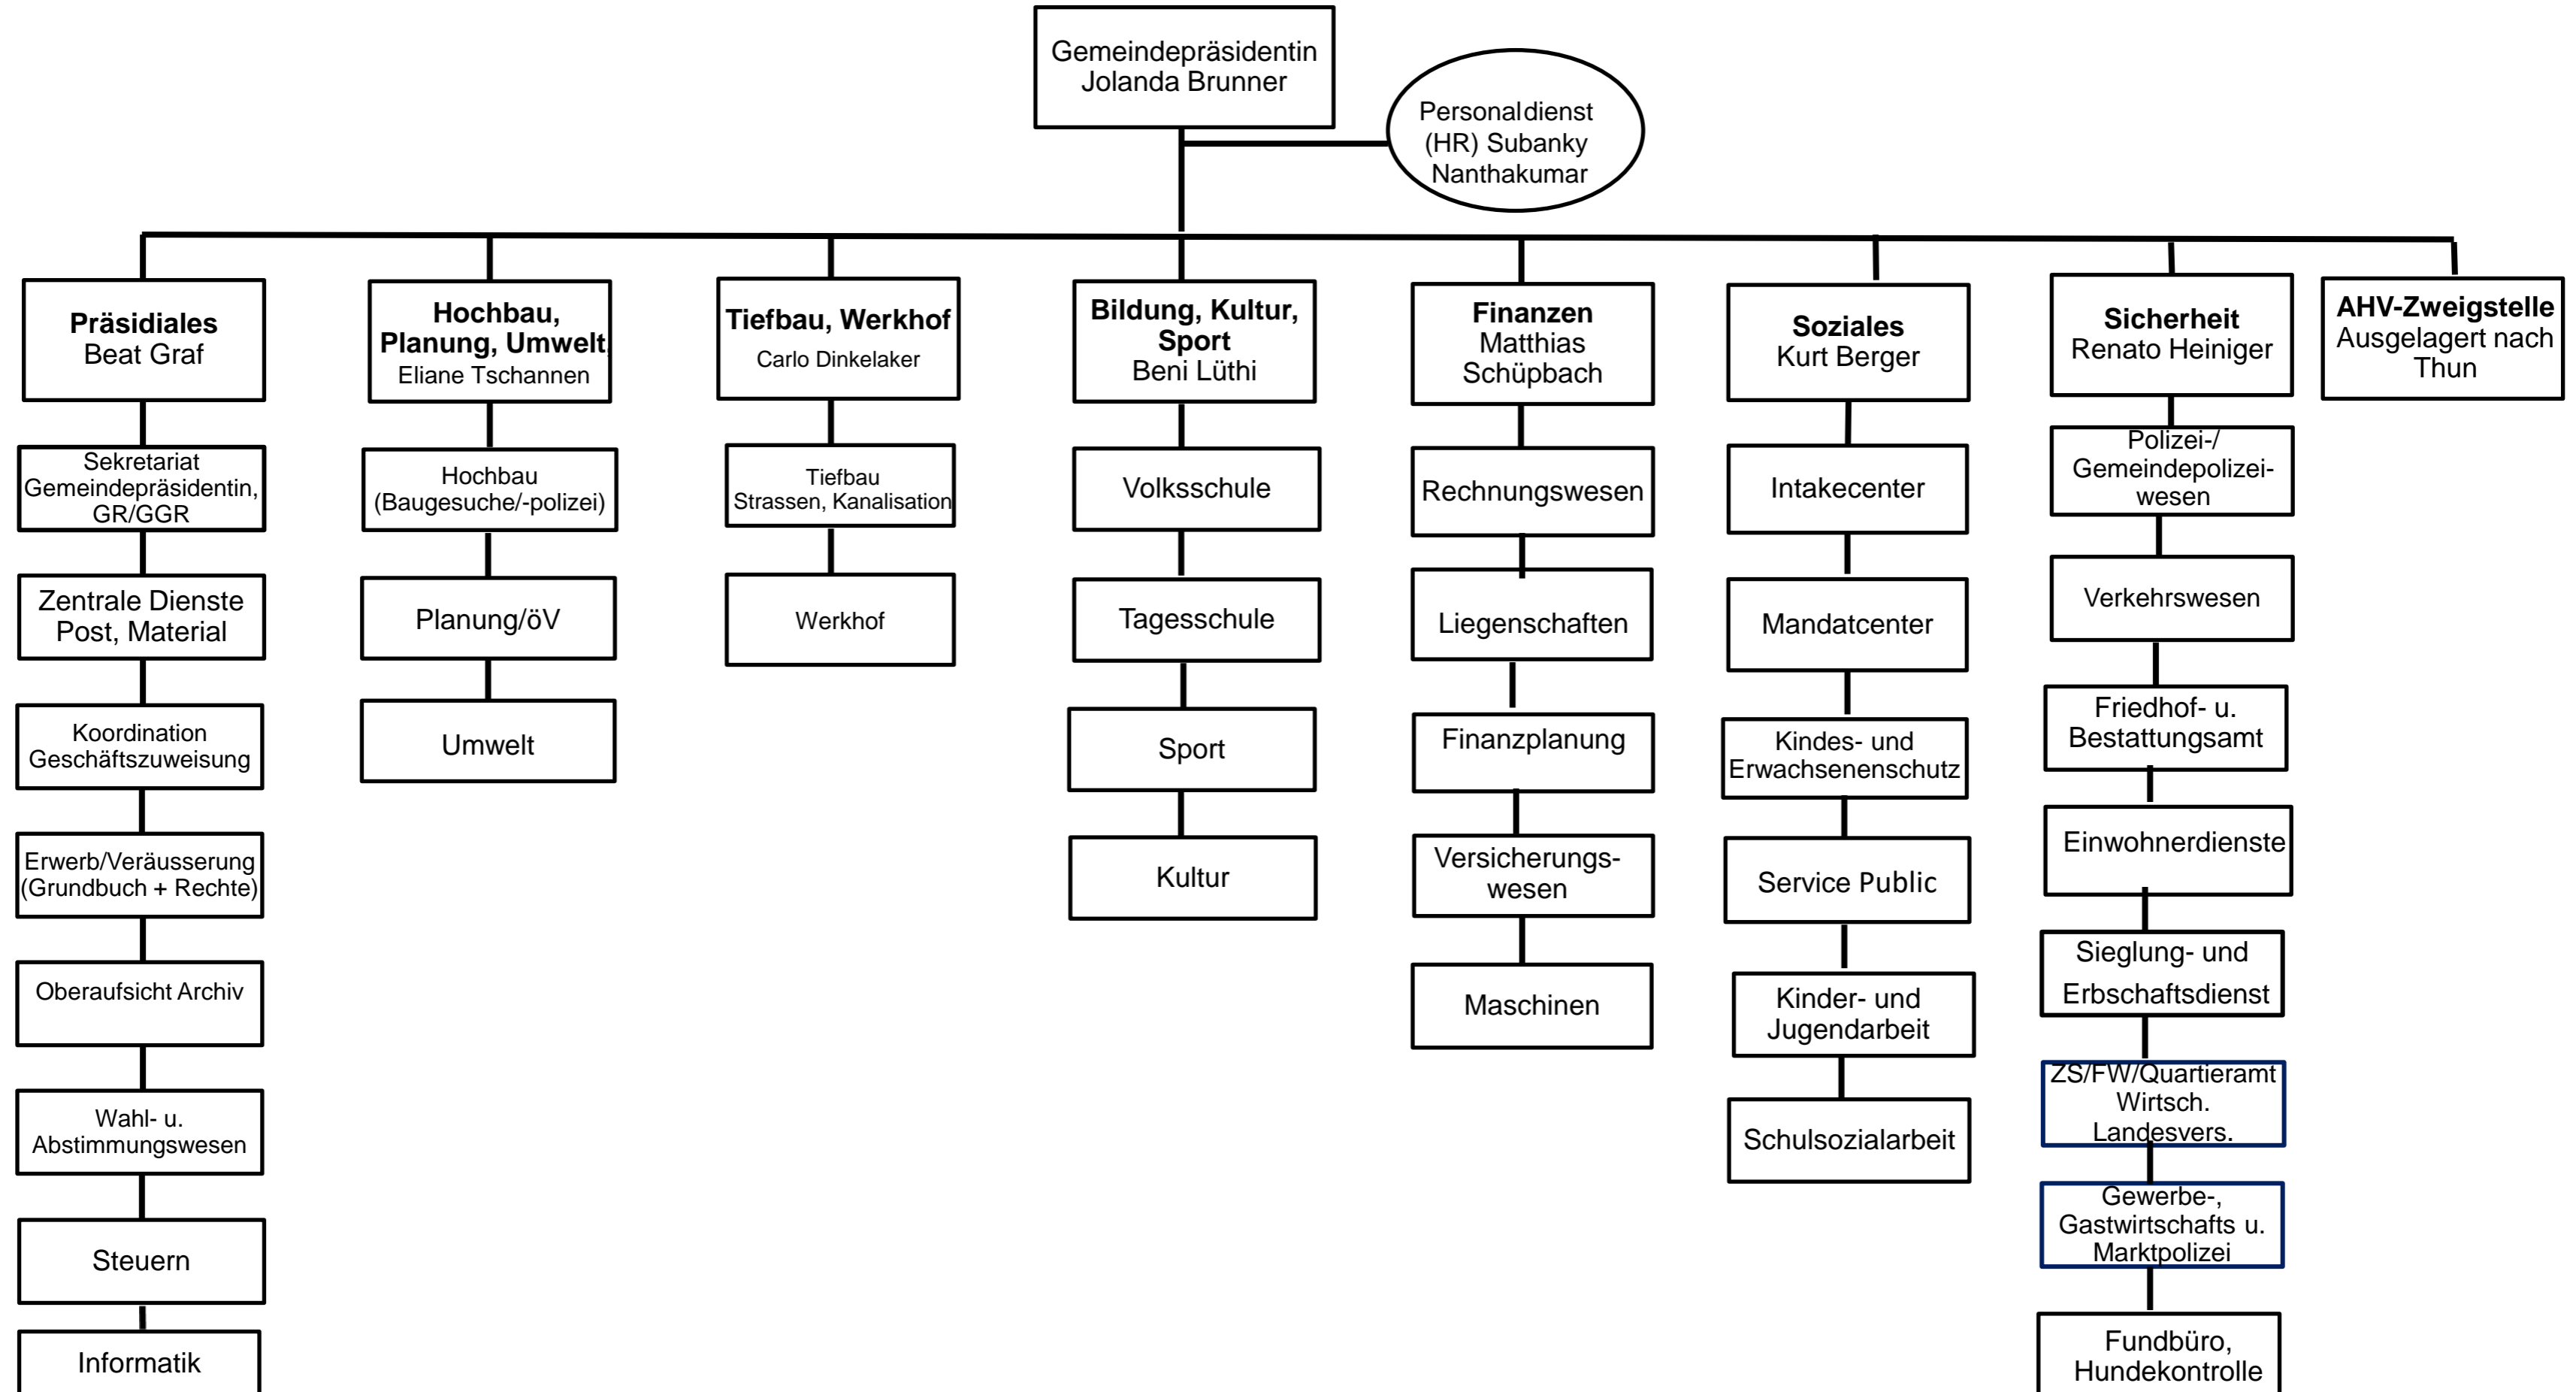 Gemeindepräsidentin
Jolanda Brunner
Personaldienst
(HR) Subanky
Nanthakumar
Präsidiales
Beat Graf
Sekretariat
Gemeindepräsidentin,
GR/GGR
Zentrale Dienste
Post, Material
Koordination
Geschäftszuweisung
Erwerb/Veräusserung
(Grundbuch + Rechte)
Oberaufsicht Archiv
Wahl- u.
Abstimmungswesen
Steuern
Informatik
Hochbau,
Planung, Umwelt,
Eliane Tschannen
Hochbau
(Baugesuche/-polizei)
Planung/öV
Umwelt
Tiefbau, Werkhof
Carlo Dinkelaker
Tiefbau
Strassen, Kanalisation
Werkhof
Bildung, Kultur,
Sport
Beni Lüthi
Volksschule
Tagesschule
Sport
Kultur
Finanzen
Matthias
Schüpbach
Rechnungswesen
Liegenschaften
Finanzplanung
Versicherungs-
wesen
Maschinen
Soziales
Kurt Berger
Intakecenter
Mandatcenter
Kindes- und
Erwachsenenschutz
Service Public
Kinder- und
Jugendarbeit
Schulsozialarbeit
Sicherheit
Renato Heiniger
Polizei-/
Gemeindepolizei-
wesen
Verkehrswesen
Friedhof- u.
Bestattungsamt
Einwohnerdienste
Sieglung- und
Erbschaftsdienst
ZS/FW/Quartieramt
Wirtsch.
Landesvers.
Gewerbe-,
Gastwirtschafts u.
Marktpolizei
Fundbüro,
Hundekontrolle
AHV-Zweigstelle
Ausgelagert nach
Thun